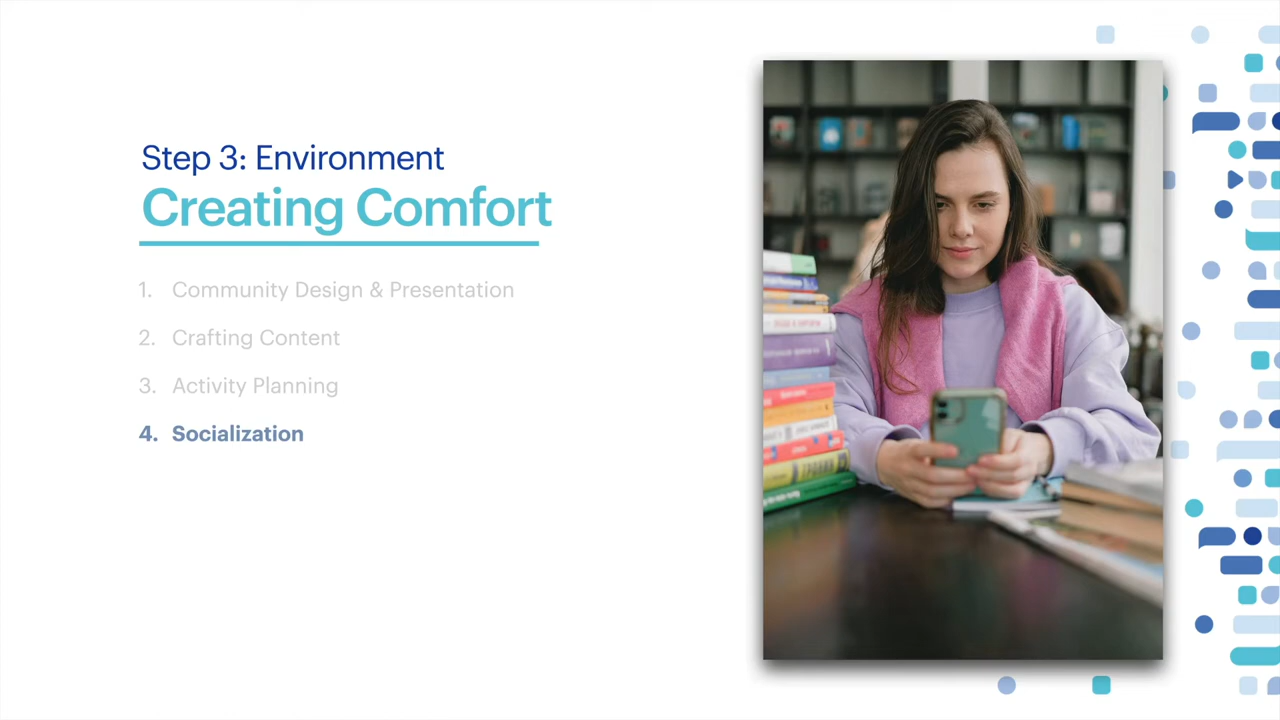 Step 3: Environment
Creating Comfort
1. Community Design & Presentation
2. Crafting Content
3. Activity Planning
4. Socialization